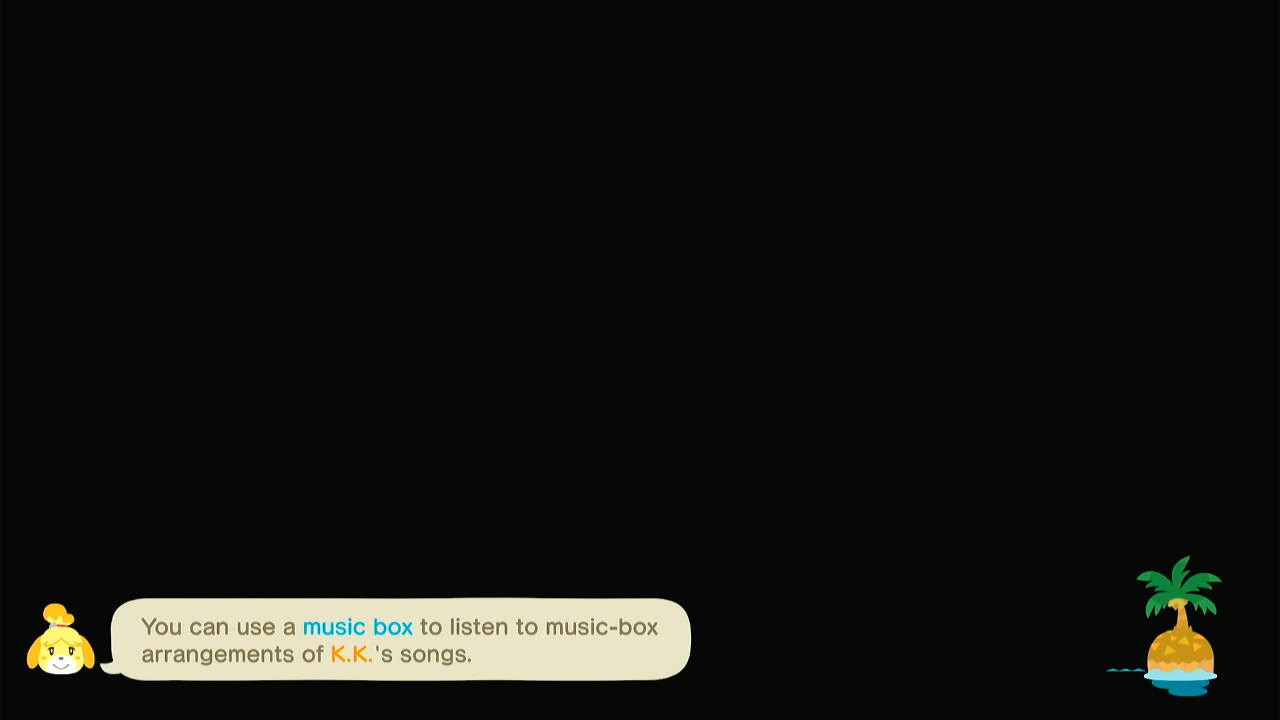 You can use a music box to listen to music-box
arrangements of K.K.'s songs.